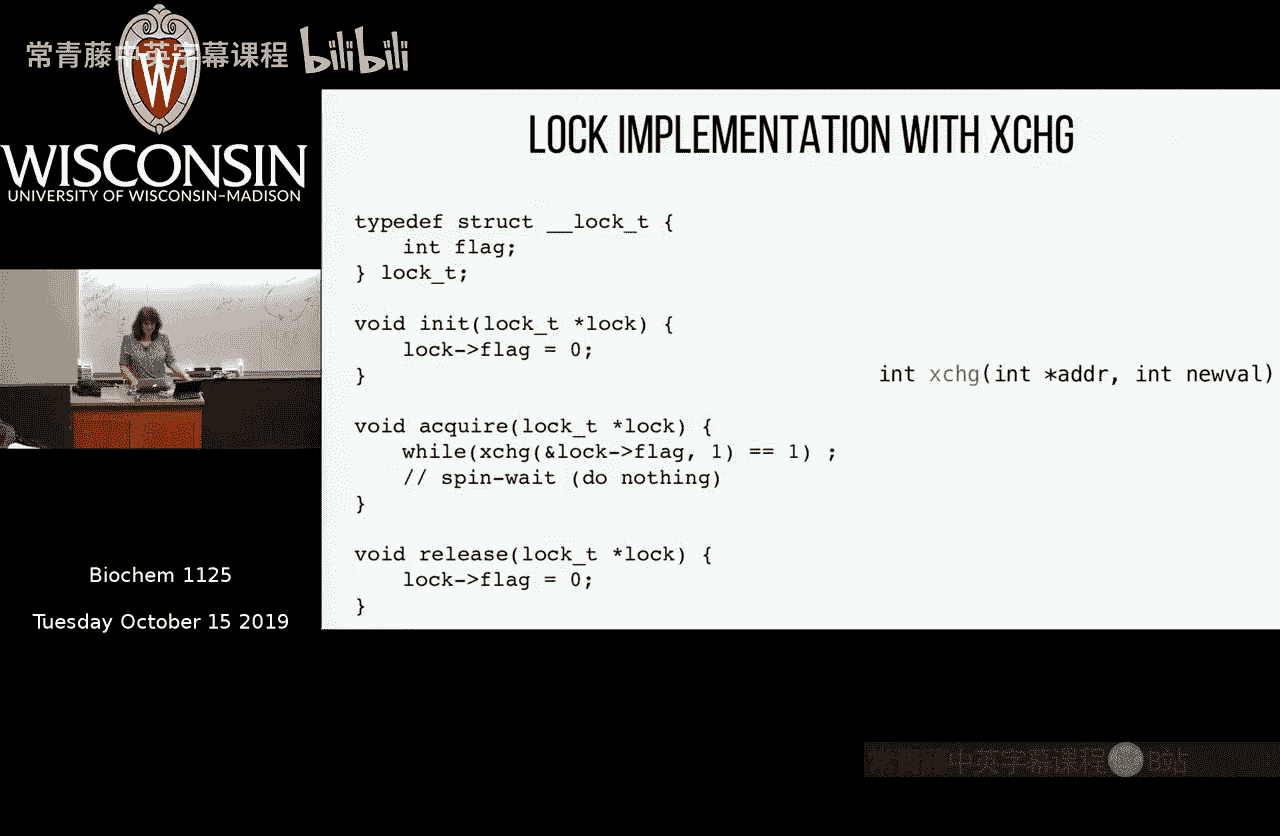 常青藤中英字幕课程 bilibili
W
WISCONSIN
UNIVERSITY OF WISCONSIN-MADISON
LOCK IMPLEMENTATION WITH XCHG
typedef struct __lock_t {
int flag;
} lock_t;
void init(lock_t *lock) {
lock->flag = 0;
}
int xchg(int *addr, int newval)
void acquire(lock_t *lock) {
while(xchg(&lock->flag, 1) == 1) ;
// spin-wait (do nothing)
}
void release(lock_t *lock) {
lock->flag = 0;
}
Biochem 1125
Tuesday October 15 2019
中英字幕课程 B站